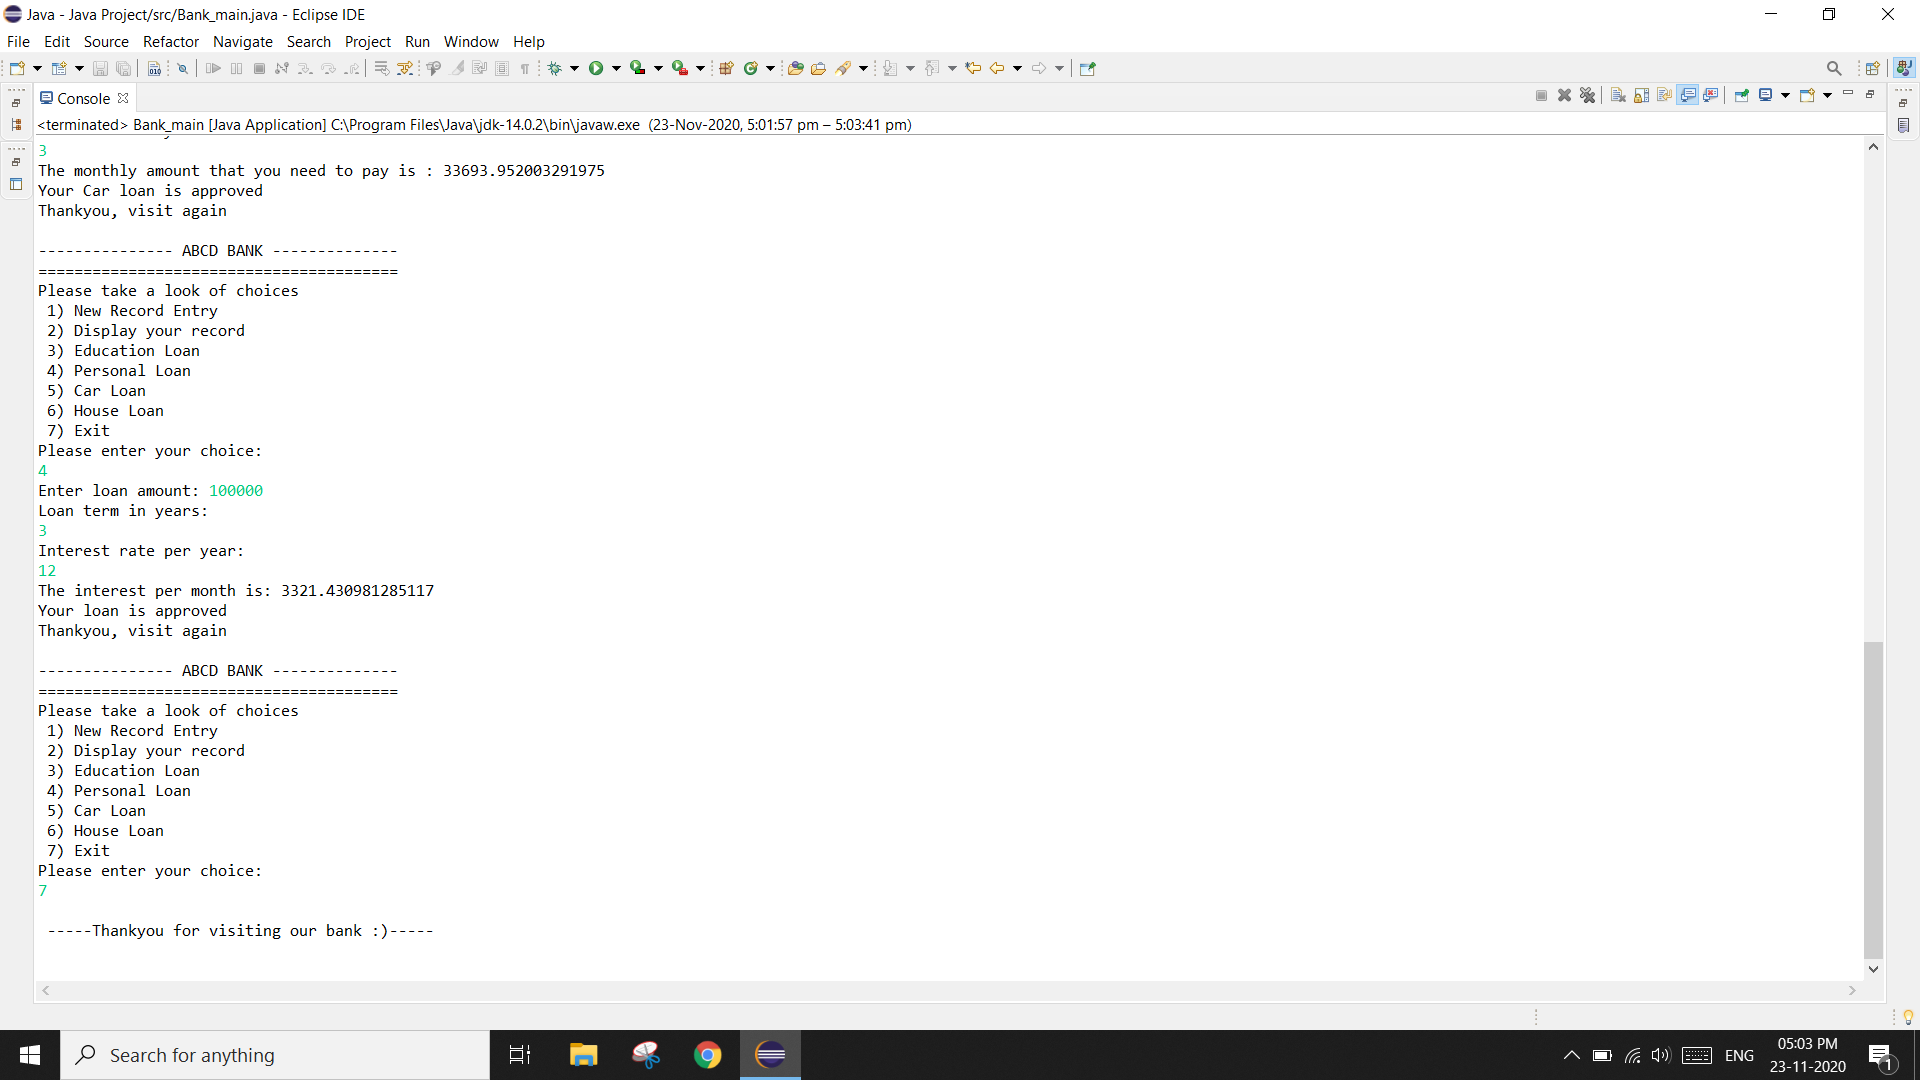 Java - Java Project/src/Bank_main.java - Eclipse IDE
File Edit Source Refactor Navigate Search Project Run Window Help
Console
<terminated> Bank_main [Java Application] C:\Program Files\Java\jdk-14.0.2\bin\javaw.exe (23-Nov-2020, 5:01:57 pm – 5:03:41 pm)
3
The monthly amount that you need to pay is : 33693.952003291975
Your Car loan is approved
Thankyou, visit again
--------------- ABCD BANK --------------
========================================
Please take a look of choices
1) New Record Entry
2) Display your record
3) Education Loan
4) Personal Loan
5) Car Loan
6) House Loan
7) Exit
Please enter your choice:
4
Enter loan amount: 100000
Loan term in years:
3
Interest rate per year:
12
The interest per month is: 3321.430981285117
Your loan is approved
Thankyou, visit again
--------------- ABCD BANK --------------
========================================
Please take a look of choices
1) New Record Entry
2) Display your record
3) Education Loan
4) Personal Loan
5) Car Loan
6) House Loan
7) Exit
Please enter your choice:
7
-----Thankyou for visiting our bank :)-----
Search for anything
ENG
05:03 PM
23-11-2020
1